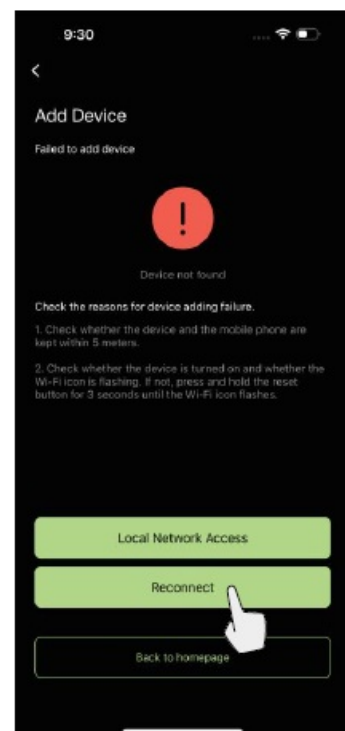 9:30
Add Device
Failed to add device
!
Device not found
Check the reasons for device adding failure.
1. Check whether the device and the mobile phone are
kept within 5 meters.
2. Check whether the device is turned on and whether the
Wi-Fi icon is flashing. If not, press and hold the reset
button for 3 seconds until the Wi-Fi icon flashes.
Local Network Access
Reconnect
Back to homepage